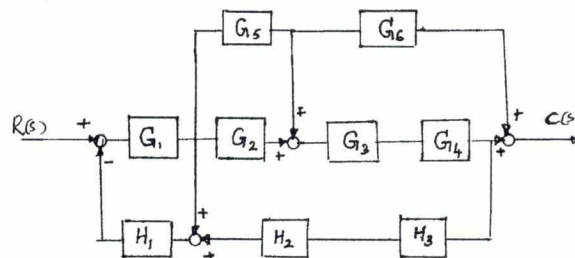 G5 G6
+ +
R(s) + + + C(s
G1 G2 + G3 G4 +
-
+
H1 + H2 H3